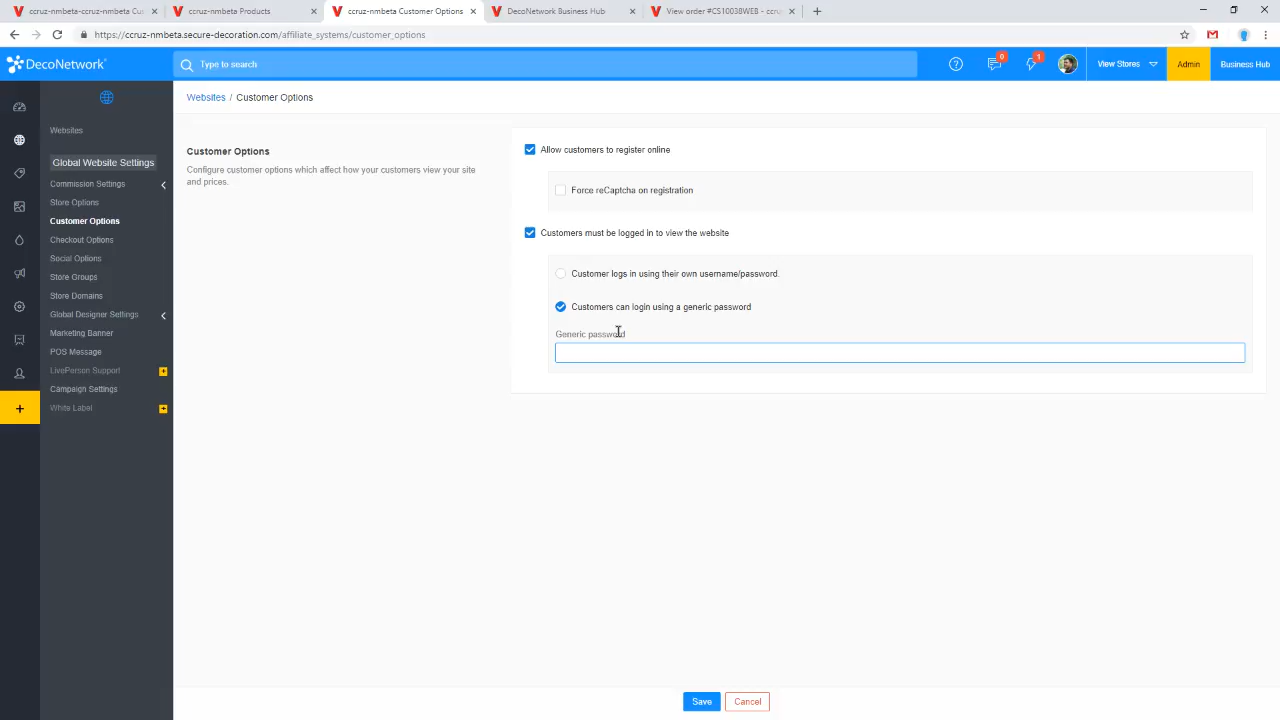 ccruz-nmbeta-ccruz-nmbeta Cu
ccruz-nmbeta Products
ccruz-nmbeta Customer Options
DecoNetwork Business Hub
View order #CS10038WEB - ccruz
https://ccruz-nmbeta.secure-decoration.com/affiliate_systems/customer_options
DecoNetwork
Type to search
0
1
View Stores
Admin
Business Hub
Websites / Customer Options
Websites
Global Website Settings
Commission Settings
Store Options
Customer Options
Checkout Options
Social Options
Store Groups
Store Domains
Global Designer Settings
Marketing Banner
POS Message
LivePerson Support
Campaign Settings
White Label
Customer Options
Configure customer options which affect how your customers view your site
and prices.
Allow customers to register online
Force reCaptcha on registration
Customers must be logged in to view the website
Customer logs in using their own username/password.
Customers can login using a generic password
Generic password
Save
Cancel